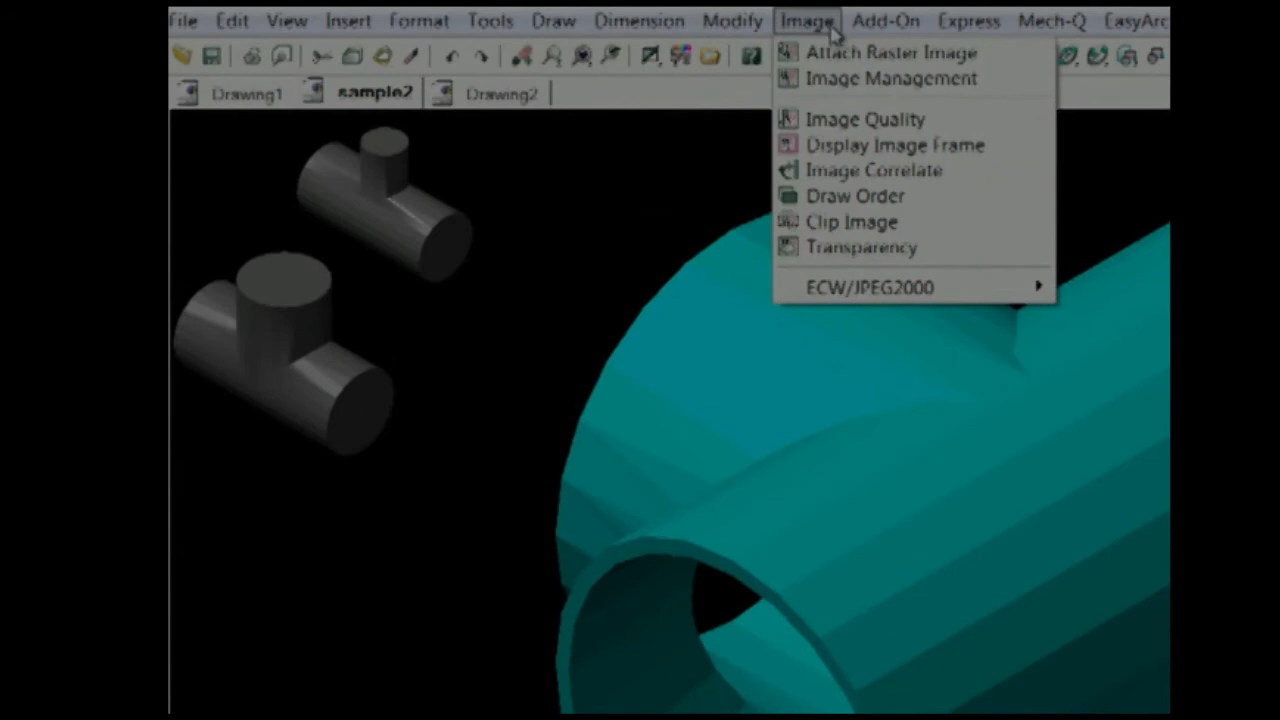 File Edit View Insert Format Tools Draw Dimension Modify Image Add-On Express Mech-Q EasyArc
Drawing1 sample2 Drawing2
Attach Raster Image
Image Management
Image Quality
Display Image Frame
Image Correlate
Draw Order
Clip Image
Transparency
ECW/JPEG2000